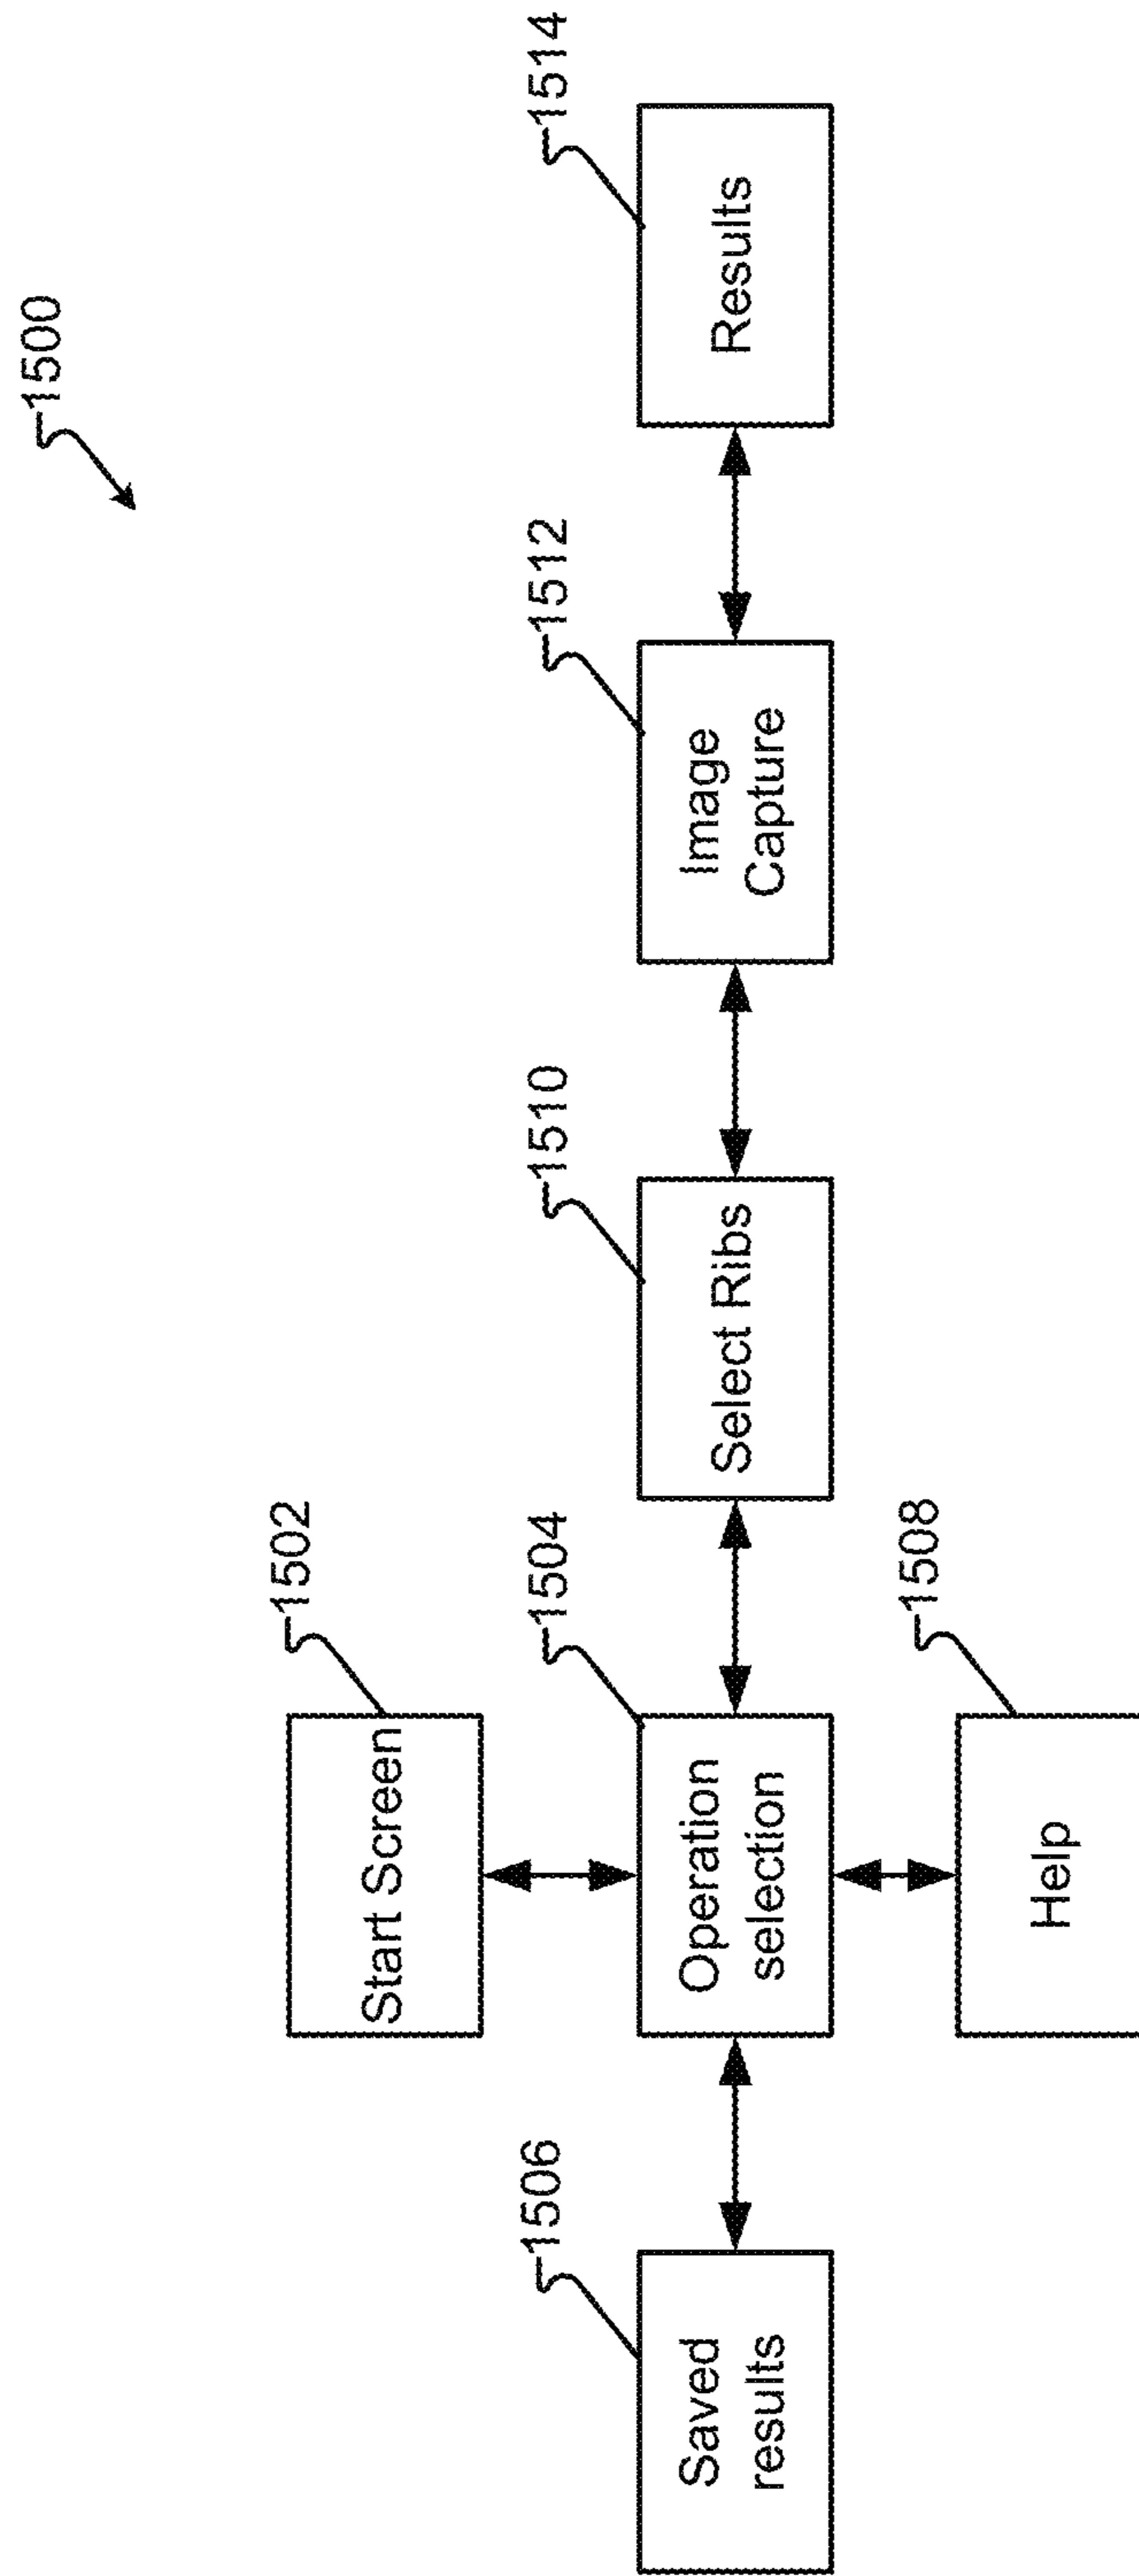 1500
1502
Start Screen
1506
1504
1510
1512
1514
Saved
results
Operation
selection
Select Ribs
Image
Capture
Results
1508
Help